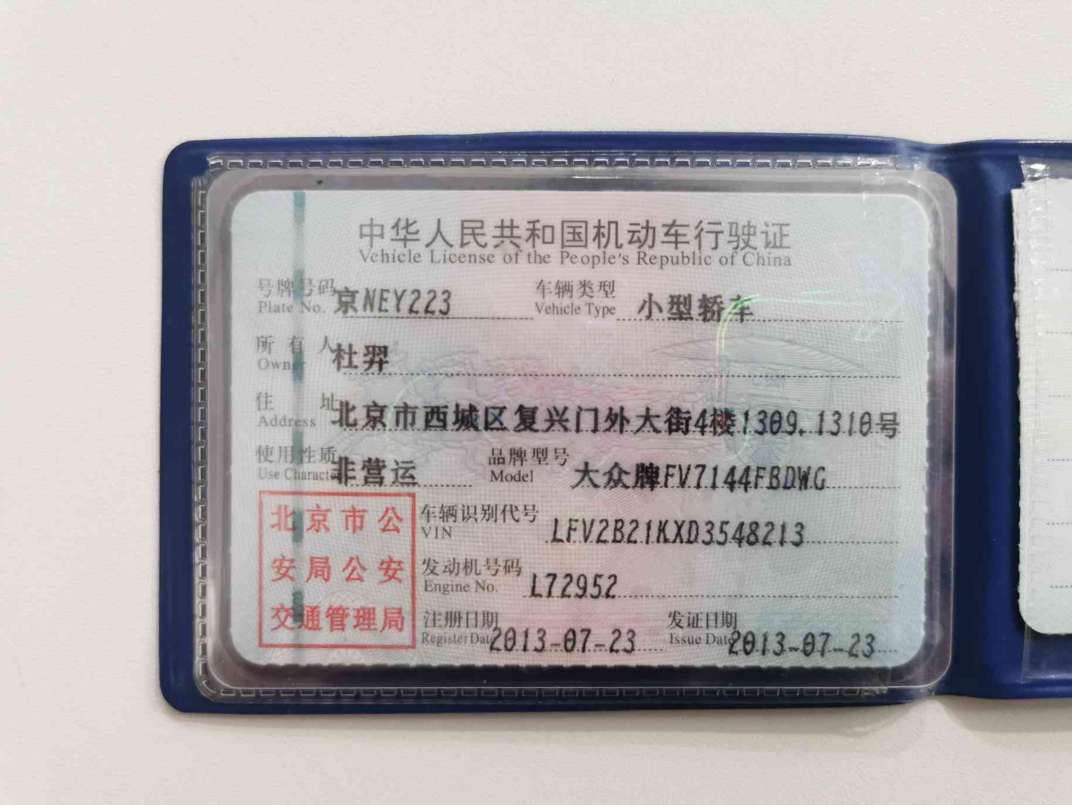 中华人民共和国机动车行驶证
Vehicle License of the People's Republic of China
号牌号码 京NEY223 车辆类型 小型轿车
Plate No. Vehicle Type
所有人 杜羿
Owner
住址 北京市西城区复兴门外大街4楼1309,1310号
Address
使用性质 非营运 品牌型号 大众牌FV7144FBDWG
Use Character Model
北京市公
安局公安
交通管理局
车辆识别代号 LFV2B21KXD3548213
VIN
发动机号码 L72952
Engine No.
注册日期 2013-07-23 发证日期 2013-07-23
Register Date Issue Date